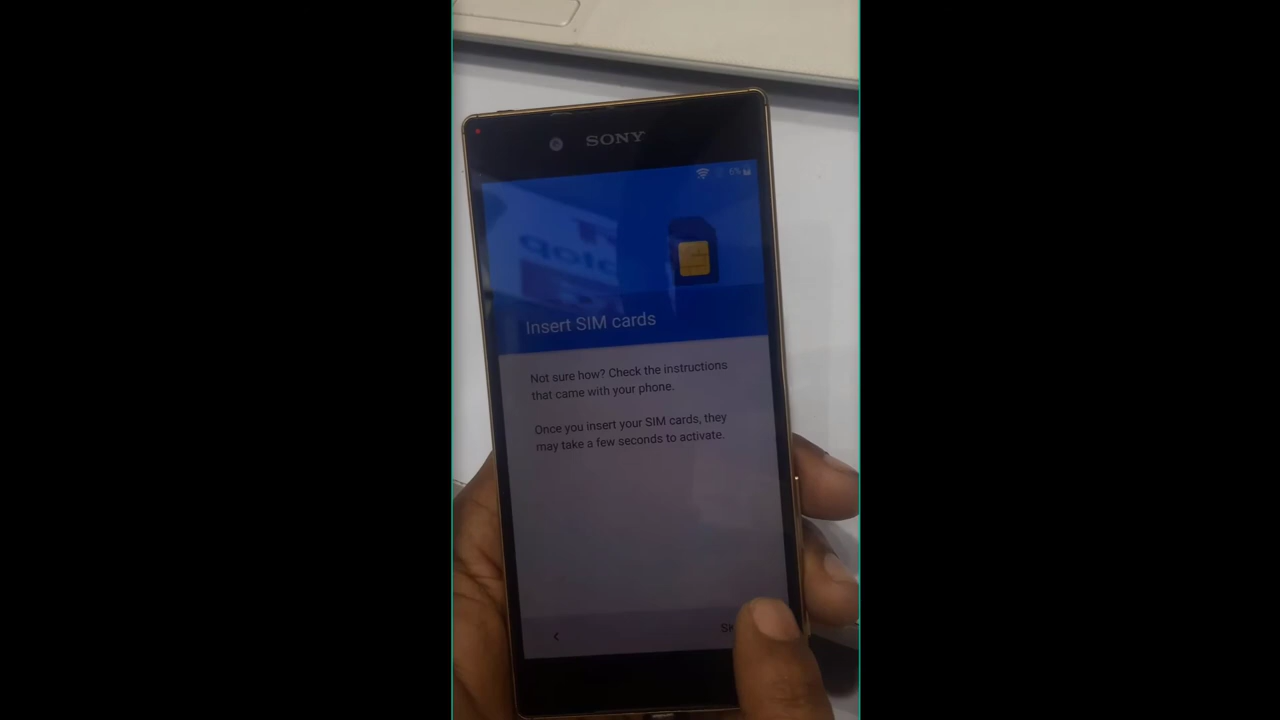 SONY
6%
Insert SIM cards
Not sure how? Check the instructions
that came with your phone.
Once you insert your SIM cards, they
may take a few seconds to activate.